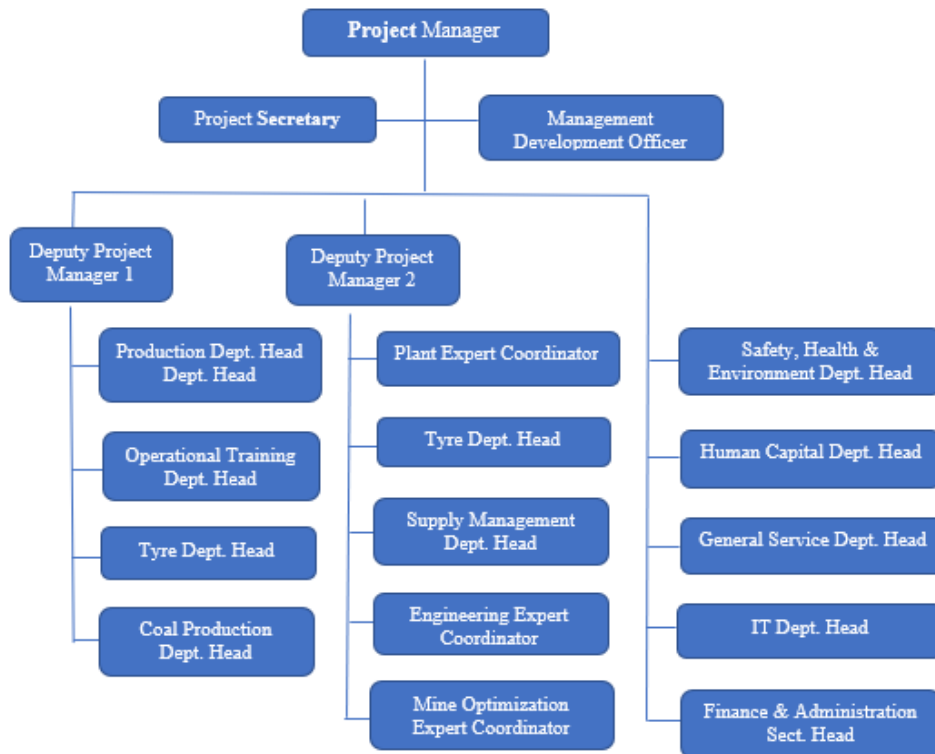 Project Manager
Project Secretary
Management
Development Officer
Deputy Project
Manager 1
Deputy Project
Manager 2
Production Dept. Head
Dept. Head
Operational Training
Dept. Head
Tyre Dept. Head
Coal Production
Dept. Head
Plant Expert Coordinator
Tyre Dept. Head
Supply Management
Dept. Head
Engineering Expert
Coordinator
Mine Optimization
Expert Coordinator
Safety, Health &
Environment Dept. Head
Human Capital Dept. Head
General Service Dept. Head
IT Dept. Head
Finance & Administration
Sect. Head